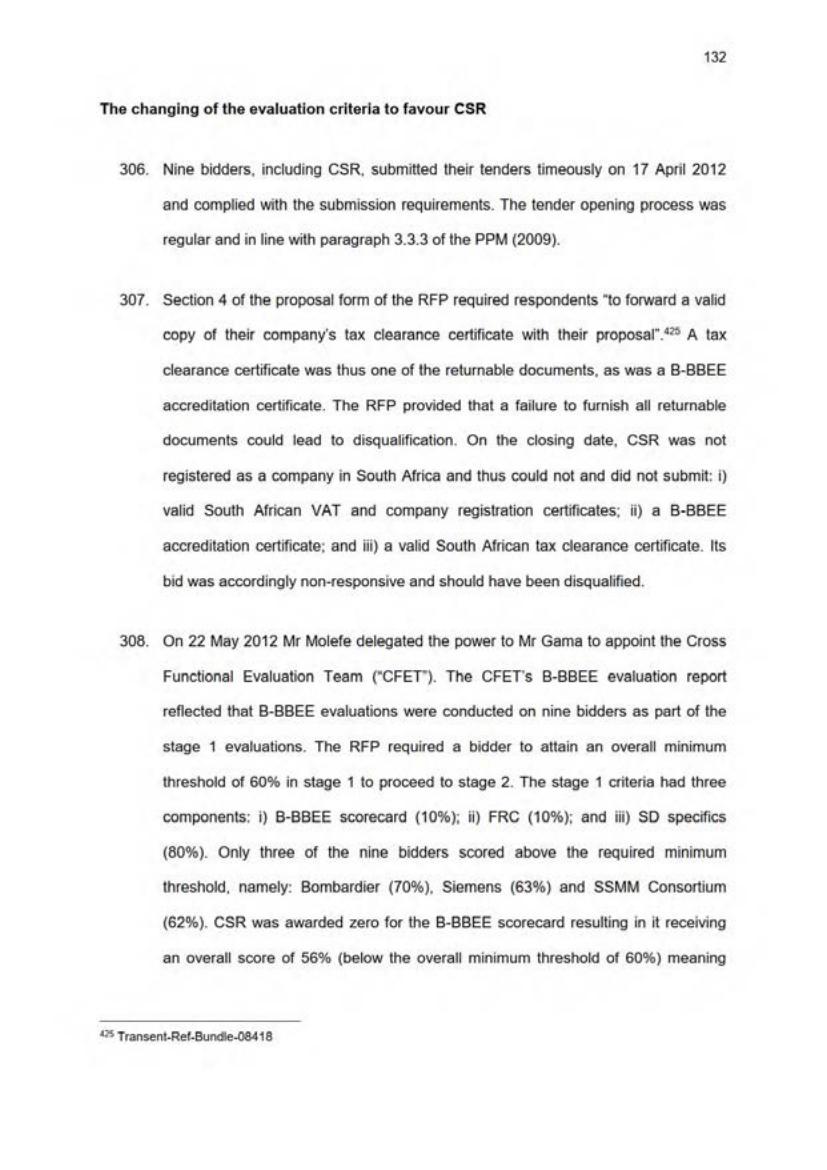 132
The changing of the evaluation criteria to favour CSR
306. Nine bidders, including CSR, submitted their tenders timeously on 17 April 2012
and complied with the submission requirements. The tender opening process was
regular and in line with paragraph 3.3.3 of the PPM (2009).
307. Section 4 of the proposal form of the RFP required respondents “to forward a valid
copy of their company’s tax clearance certificate with their proposal”.425 A tax
clearance certificate was thus one of the returnable documents, as was a B-BBEE
accreditation certificate. The RFP provided that a failure to furnish all returnable
documents could lead to disqualification. On the closing date, CSR was not
registered as a company in South Africa and thus could not and did not submit: i)
valid South African VAT and company registration certificates; ii) a B-BBEE
accreditation certificate; and iii) a valid South African tax clearance certificate. Its
bid was accordingly non-responsive and should have been disqualified.
308. On 22 May 2012 Mr Molefe delegated the power to Mr Gama to appoint the Cross
Functional Evaluation Team (“CFET”). The CFET’s B-BBEE evaluation report
reflected that B-BBEE evaluations were conducted on nine bidders as part of the
stage 1 evaluations. The RFP required a bidder to attain an overall minimum
threshold of 60% in stage 1 to proceed to stage 2. The stage 1 criteria had three
components: i) B-BBEE scorecard (10%); ii) FRC (10%); and iii) SD specifics
(80%). Only three of the nine bidders scored above the required minimum
threshold, namely: Bombardier (70%), Siemens (63%) and SSMM Consortium
(62%). CSR was awarded zero for the B-BBEE scorecard resulting in it receiving
an overall score of 56% (below the overall minimum threshold of 60%) meaning
425 Transent-Ref-Bundle-08418